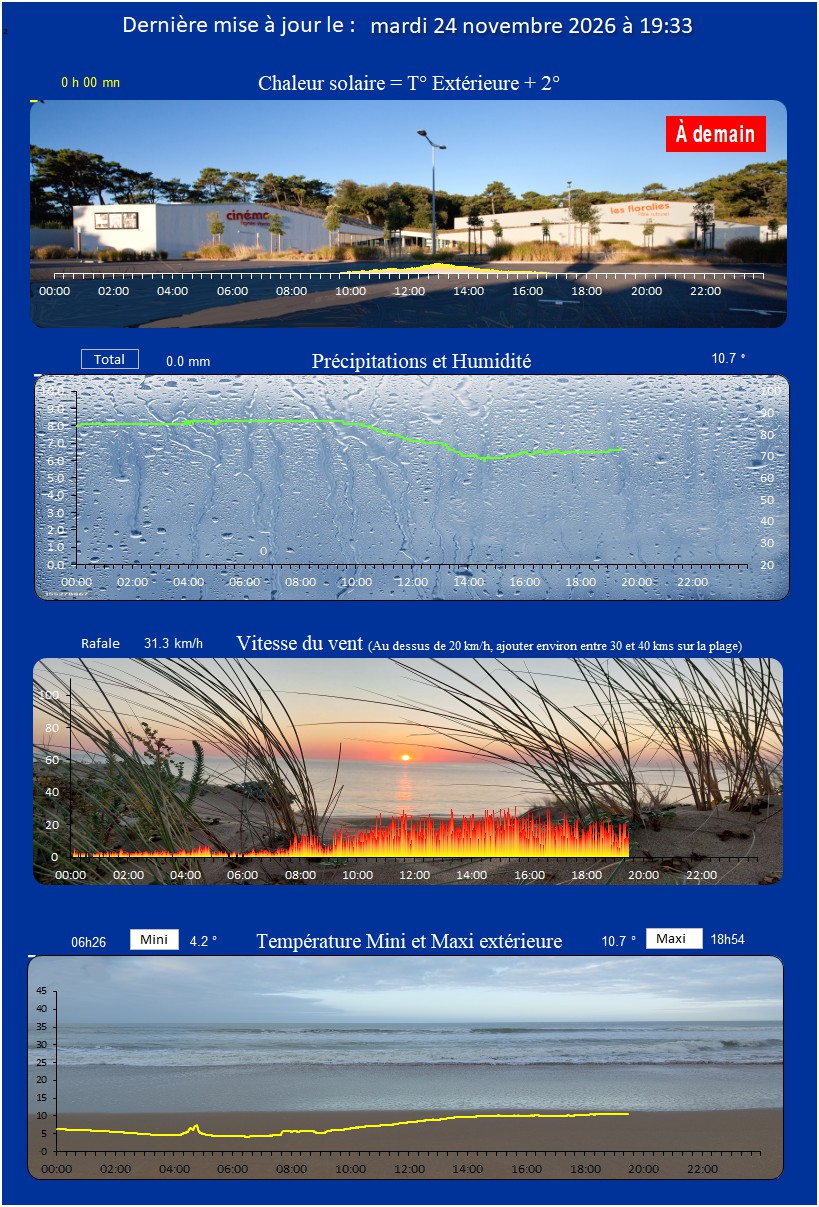 Dernière mise à jour le : mardi 24 novembre 2026 à 19:33
0 h 00 mn
Chaleur solaire = T° Extérieure + 2°
À demain
cinéma
les floralies
00:00 02:00 04:00 06:00 08:00 10:00 12:00 14:00 16:00 18:00 20:00 22:00
Total 0.0 mm Précipitations et Humidité 10.7 °
10.0 100
9.0 90
8.0 80
7.0 70
6.0 60
5.0 50
4.0 40
3.0 30
2.0 20
1.0
0.0
0
00:00 02:00 04:00 06:00 08:00 10:00 12:00 14:00 16:00 18:00 20:00 22:00
Rafale 31.3 km/h Vitesse du vent (Au dessus de 20 km/h, ajouter environ entre 30 et 40 kms sur la plage)
100
80
60
40
20
0
00:00 02:00 04:00 06:00 08:00 10:00 12:00 14:00 16:00 18:00 20:00 22:00
06h26 Mini 4.2 ° Température Mini et Maxi extérieure 10.7 ° Maxi 18h54
45
40
35
30
25
20
15
10
5
0
00:00 02:00 04:00 06:00 08:00 10:00 12:00 14:00 16:00 18:00 20:00 22:00